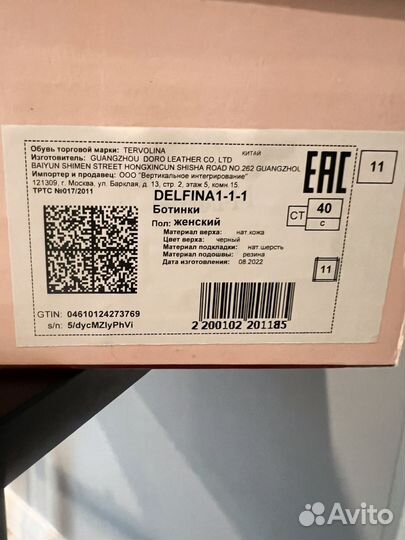 Обувь торговой марки: TERVOLINA КИТАЙ
Изготовитель: GUANGZHOU DORO LEATHER CO, LTD
BAIYUN SHIMEN STREET HONGXINCUN SHISHA ROAD NO.262 GUANGZHOU
Импортер и продавец: ООО "Вертикальное интегрирование"
121309, г. Москва, ул. Барклая, д. 13, стр. 2, этаж 5, комн 15.
ТРТС №017/2011
EAC
11
DELFINA1-1-1
Ботинки
Пол: женский
СТ 40
с
Материал верха: нат.кожа
Цвет верха: черный
Материал подкладки: нат.шерсть
Материал подошвы: резина
Дата изготовления: 08.2022
11
GTIN: 04610124273769
s/n: 5/dycMZIyPhVi
2 200102 201185
Avito